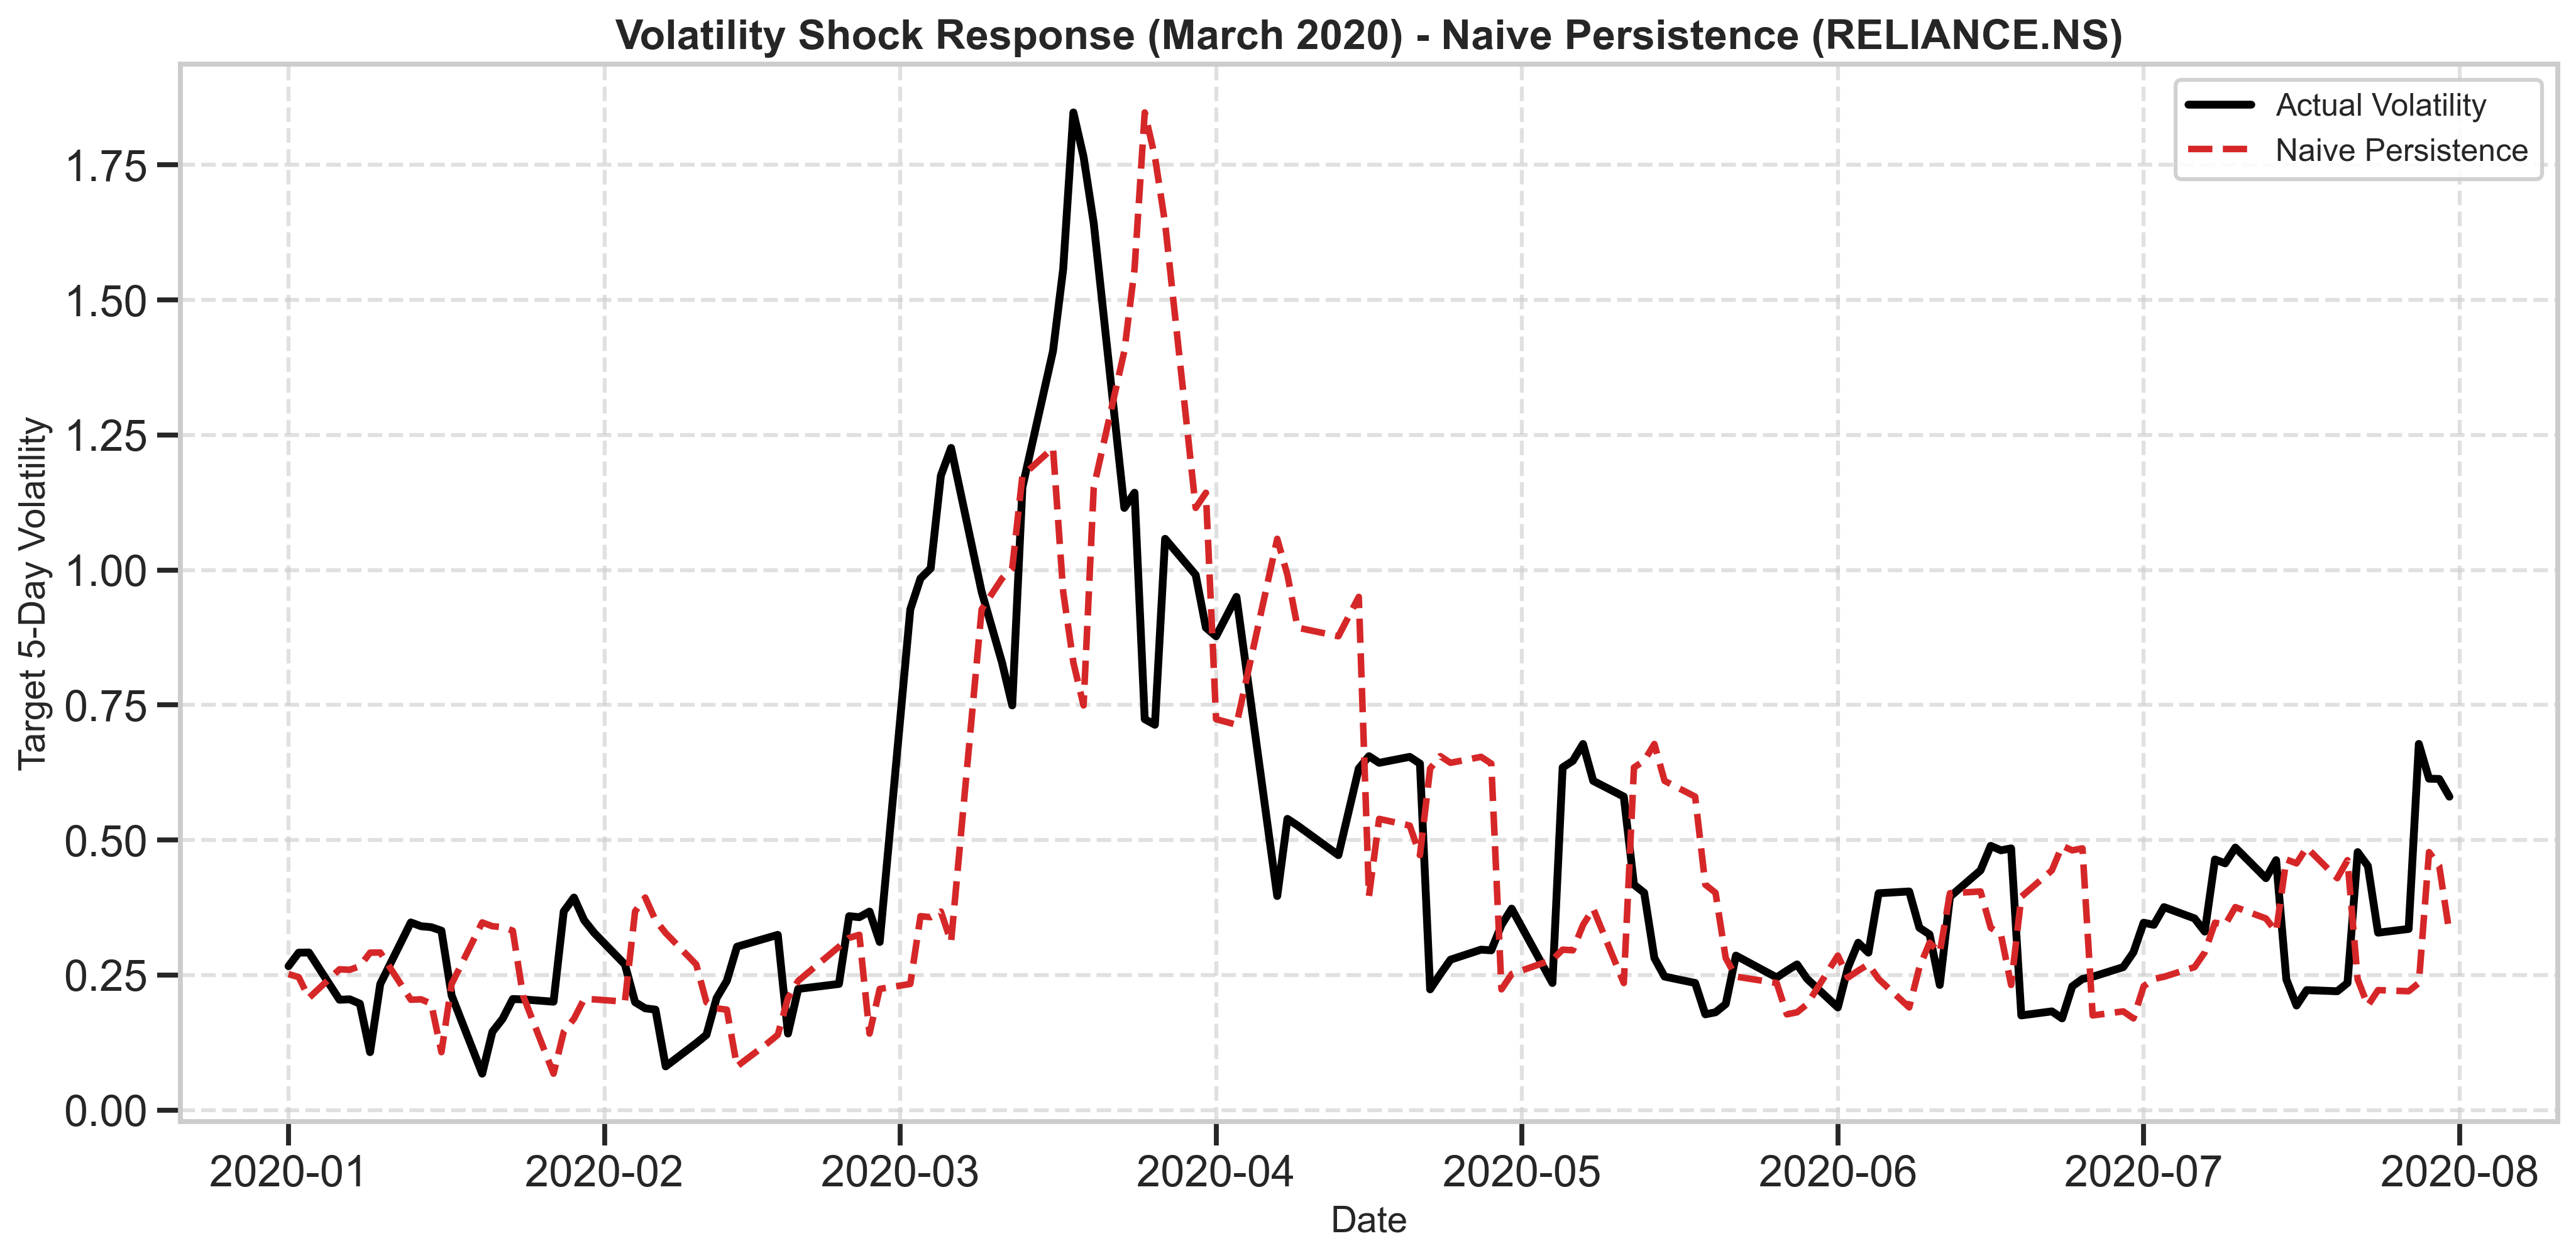 Volatility Shock Response (March 2020) - Naive Persistence (RELIANCE.NS)
Actual Volatility
Naive Persistence
Target 5-Day Volatility
1.75
1.50
1.25
1.00
0.75
0.50
0.25
0.00
2020-01 2020-02 2020-03 2020-04 2020-05 2020-06 2020-07 2020-08
Date